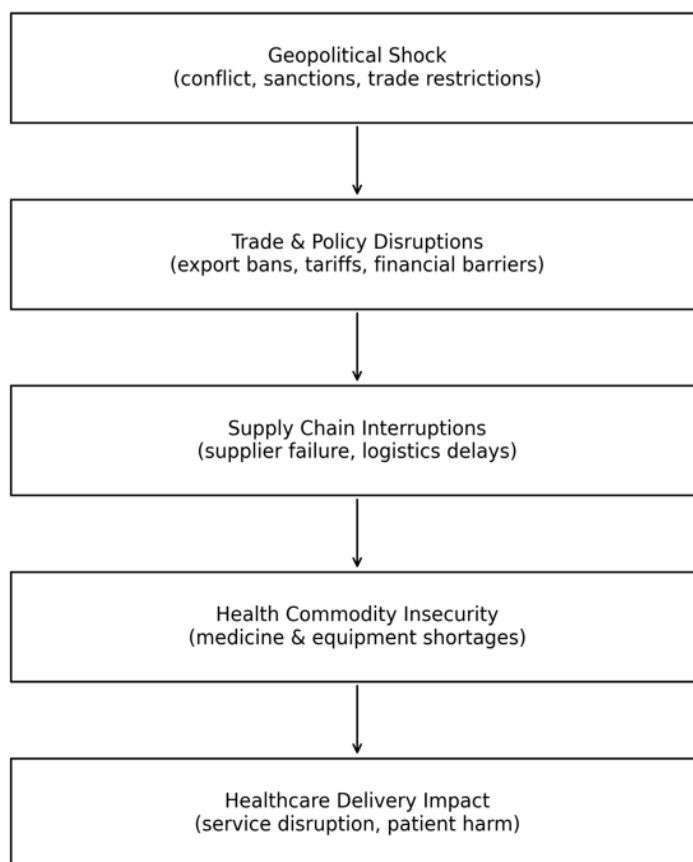 Geopolitical Shock
(conflict, sanctions, trade restrictions)
Trade & Policy Disruptions
(export bans, tariffs, financial barriers)
Supply Chain Interruptions
(supplier failure, logistics delays)
Health Commodity Insecurity
(medicine & equipment shortages)
Healthcare Delivery Impact
(service disruption, patient harm)